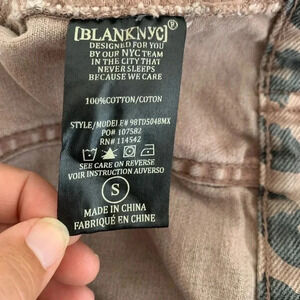 [BLANKNYC]®
DESIGNED FOR YOU
BY OUR NYC TEAM
IN THE CITY THAT
NEVER SLEEPS
BECAUSE WE CARE
100%COTTON/COTON
STYLE/MODELE# 98TU5048MX
PO# 107582
RN# 114542
SEE CARE ON REVERSE
VOIR INSTRUCTION AUVERSO
S
MADE IN CHINA
FABRIQUÉ EN CHINE